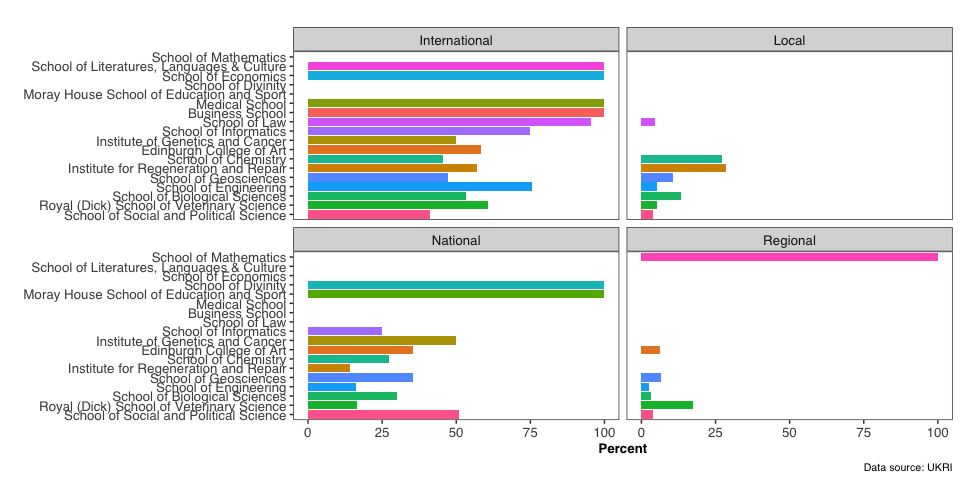 International
Local
School of Mathematics
School of Literatures, Languages & Culture
School of Economics
School of Divinity
Moray House School of Education and Sport
Medical School
Business School
School of Law
School of Informatics
Institute of Genetics and Cancer
Edinburgh College of Art
School of Chemistry
Institute for Regeneration and Repair
School of Geosciences
School of Engineering
School of Biological Sciences
Royal (Dick) School of Veterinary Science
School of Social and Political Science
National
Regional
School of Mathematics
School of Literatures, Languages & Culture
School of Economics
School of Divinity
Moray House School of Education and Sport
Medical School
Business School
School of Law
School of Informatics
Institute of Genetics and Cancer
Edinburgh College of Art
School of Chemistry
Institute for Regeneration and Repair
School of Geosciences
School of Engineering
School of Biological Sciences
Royal (Dick) School of Veterinary Science
School of Social and Political Science
0 25 50 75 100 0 25 50 75 100
Percent
Data source: UKRI